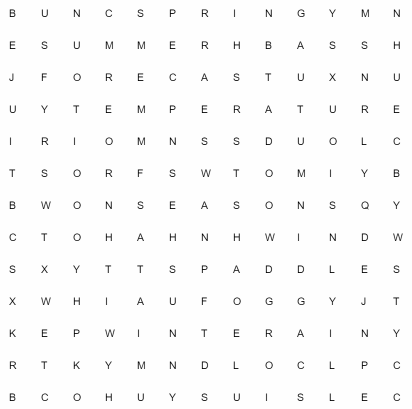 B U N C S P R I N G Y M N
E S U M M E R H B A S S H
J F O R E C A S T U X N U
U Y T E M P E R A T U R E
I R I O M N S S D U O L C
T S O R F S W T O M I Y B
B W O N S E A S O N S Q Y
C T O H A H N H W I N D W
S X Y T T S P A D D L E S
X W H I A U F O G G Y J T
K E P W I N T E R A I N Y
R T K Y M N D L O C L P C
B C O H U Y S U I S L E C